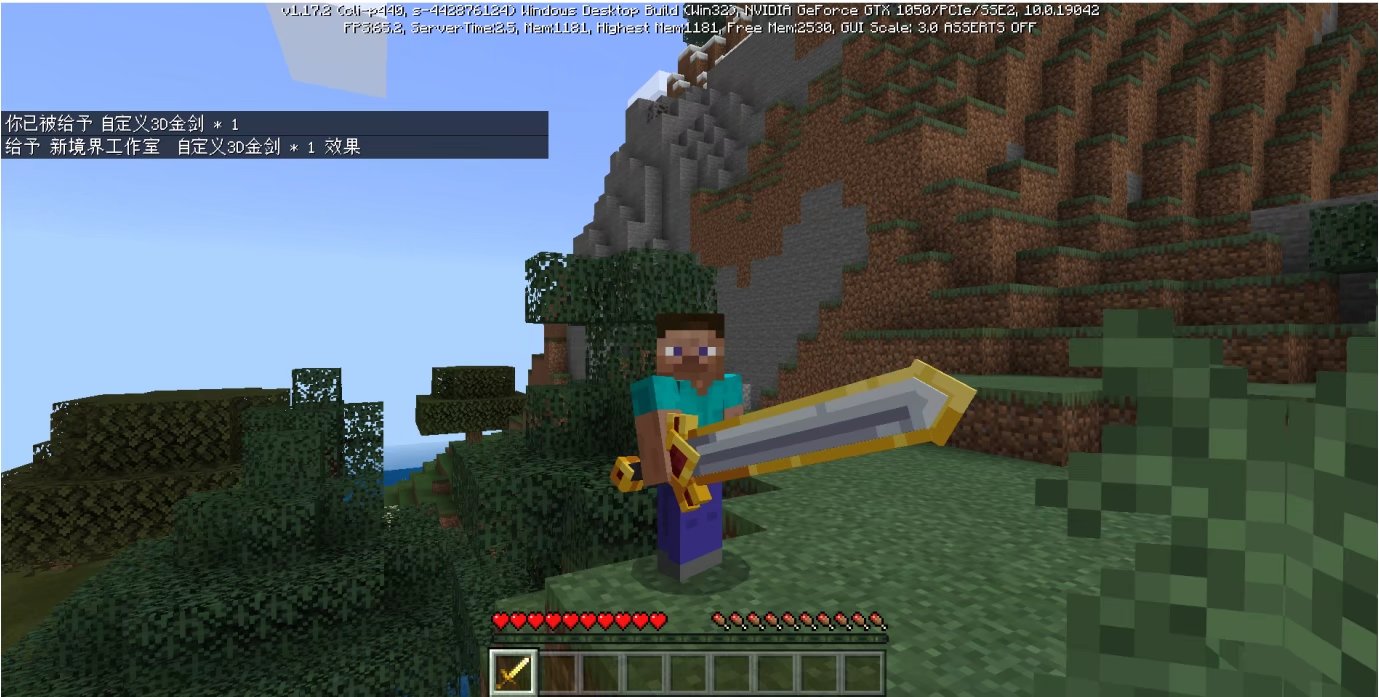 v1.17.2 (cli-p440, s-442876124) Windows Desktop Build (Win32), NVIDIA GeForce GTX 1050/PCIe/SSE2, 10.0.19042
FPS:65.2, ServerTime:2.5, Mem:1181, Highest Mem:1181, Free Mem:2530, GUI Scale: 3.0 ASSERTS OFF
你已被给予 自定义3D金剑 * 1
给予 新境界工作室 自定义3D金剑 * 1 效果